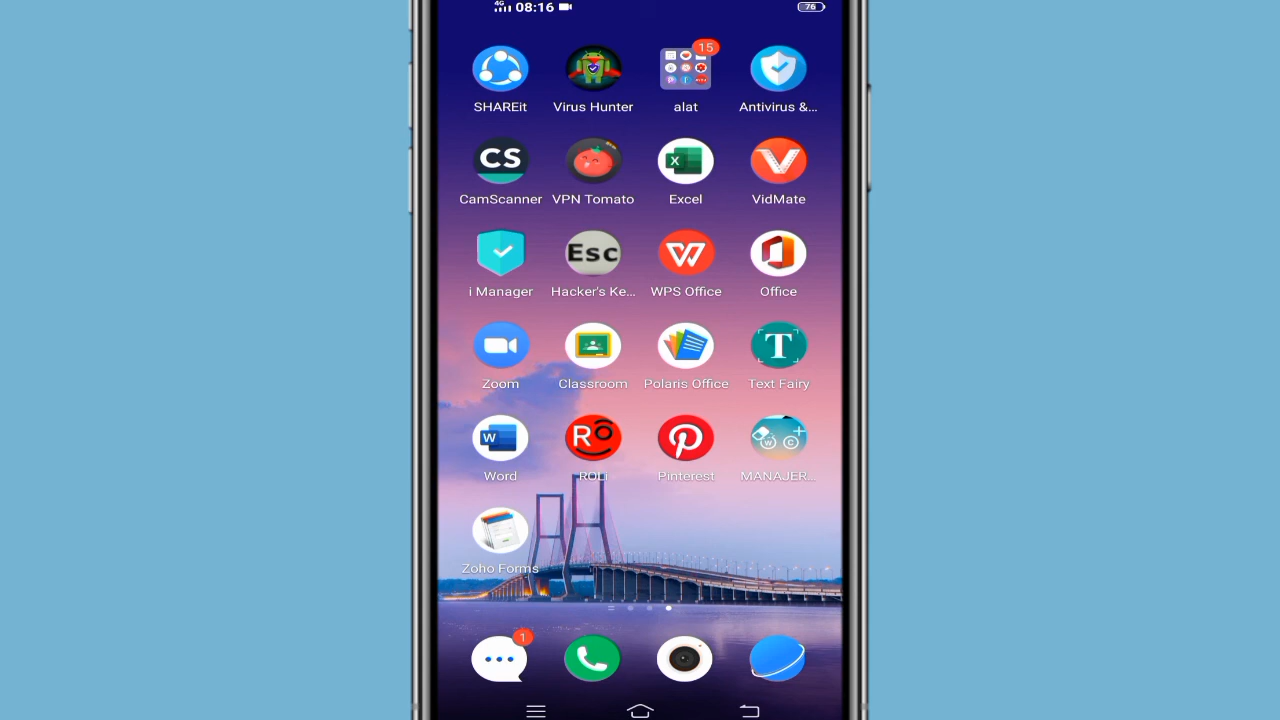 4G 08:16 76
15
SHAREit Virus Hunter alat Antivirus &...
CS
CamScanner VPN Tomato Excel VidMate
Esc
i Manager Hacker's Ke... WPS Office Office
T
Zoom Classroom Polaris Office Text Fairy
W RO
Word ROLi Pinterest MANAJER...
Zoho Forms
1